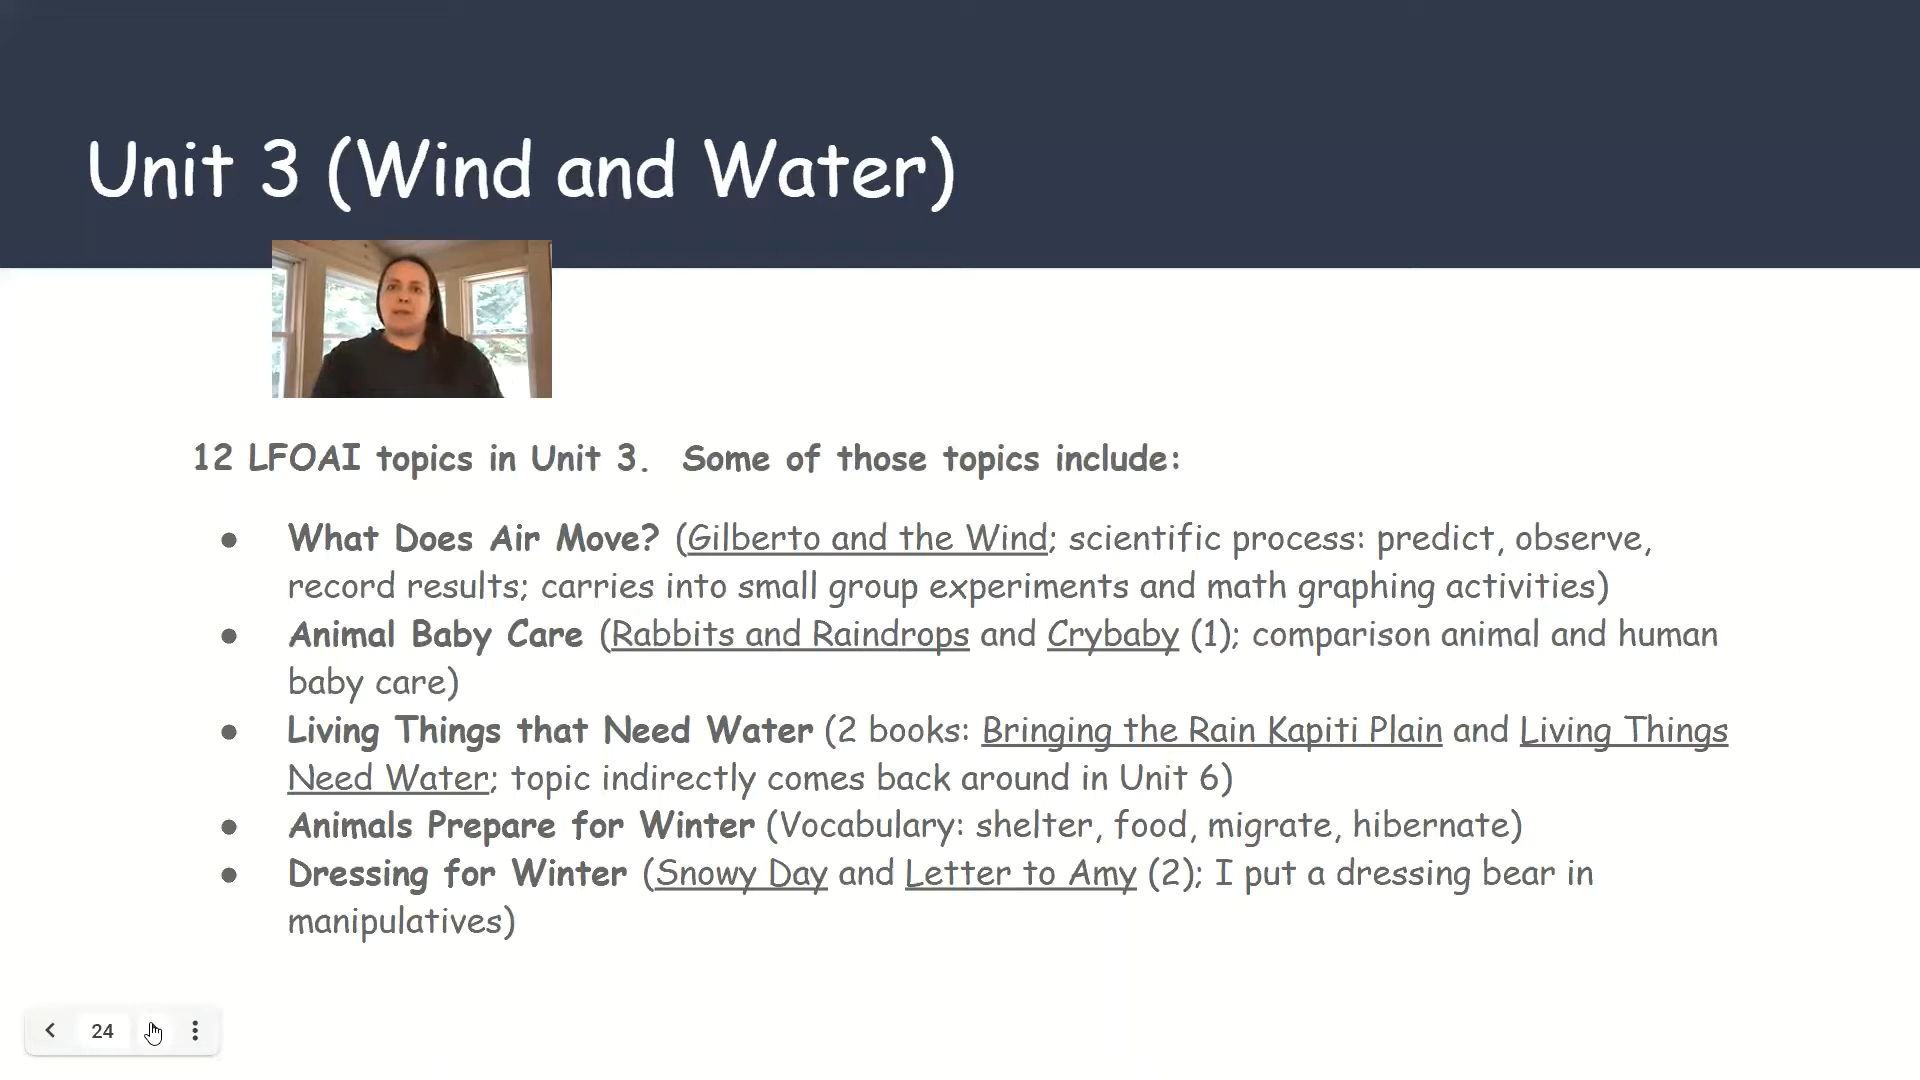 Unit 3 (Wind and Water)
12 LFOAI topics in Unit 3.  Some of those topics include:
● What Does Air Move? (Gilberto and the Wind; scientific process: predict, observe,
record results; carries into small group experiments and math graphing activities)
● Animal Baby Care (Rabbits and Raindrops and Crybaby (1); comparison animal and human
baby care)
● Living Things that Need Water (2 books: Bringing the Rain Kapiti Plain and Living Things
Need Water; topic indirectly comes back around in Unit 6)
● Animals Prepare for Winter (Vocabulary: shelter, food, migrate, hibernate)
● Dressing for Winter (Snowy Day and Letter to Amy (2); I put a dressing bear in
manipulatives)
24